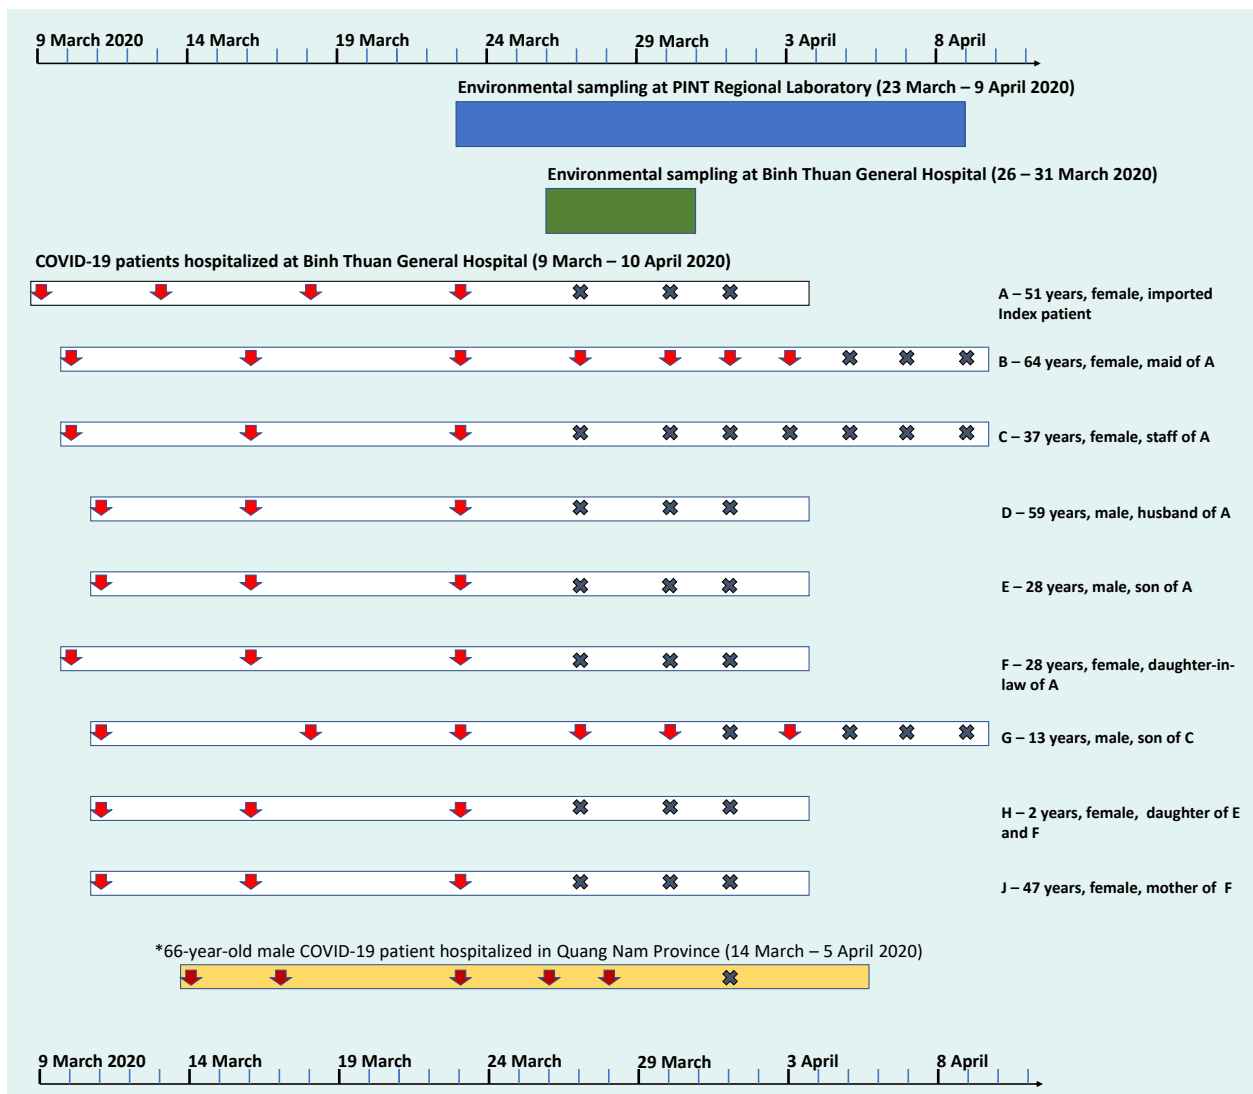 9 March 2020 14 March 19 March 24 March 29 March 3 April 8 April
Environmental sampling at PINT Regional Laboratory (23 March – 9 April 2020)
Environmental sampling at Binh Thuan General Hospital (26 – 31 March 2020)
COVID-19 patients hospitalized at Binh Thuan General Hospital (9 March – 10 April 2020)
A – 51 years, female, imported
Index patient
B – 64 years, female, maid of A
C – 37 years, female, staff of A
D – 59 years, male, husband of A
E – 28 years, male, son of A
F – 28 years, female, daughter-in-
law of A
G – 13 years, male, son of C
H – 2 years, female, daughter of E
and F
J – 47 years, female, mother of F
*66-year-old male COVID-19 patient hospitalized in Quang Nam Province (14 March – 5 April 2020)
9 March 2020 14 March 19 March 24 March 29 March 3 April 8 April